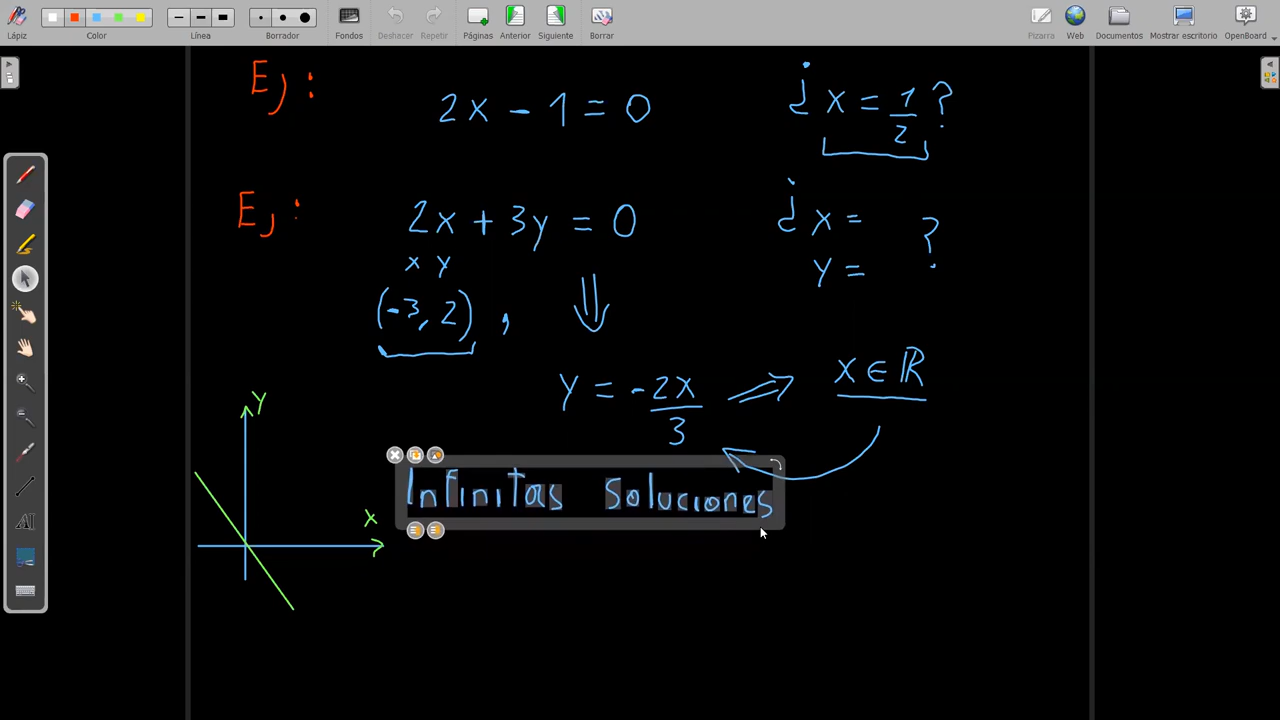 Lápiz Color Línea Borrador Fondos Deshacer Repetir Páginas Anterior Siguiente Borrar Pizarra Web Documentos Mostrar escritorio OpenBoard
Ej: 2x - 1 = 0 ¿x = 1/2?
Ej: 2x + 3y = 0 ¿x = ?
x y y =
(-3, 2) ,
⇓
y = -2x/3 ⇒ x ∈ ℝ
y
Infinitas soluciones
x